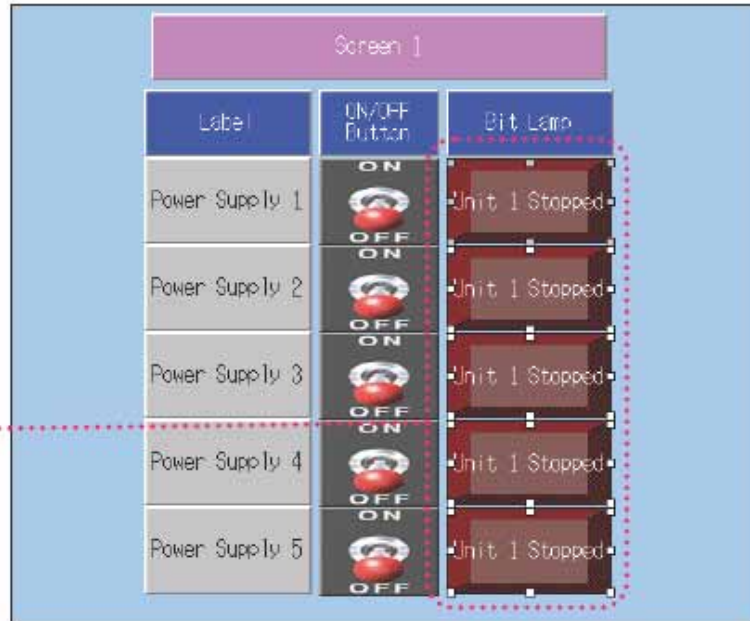 Screen 1
Label
ON/OFF
Button
Bit Lamp
ON
Power Supply 1
Unit 1 Stopped
OFF
ON
Power Supply 2
Unit 1 Stopped
OFF
ON
Power Supply 3
Unit 1 Stopped
OFF
ON
Power Supply 4
Unit 1 Stopped
OFF
ON
Power Supply 5
Unit 1 Stopped
OFF